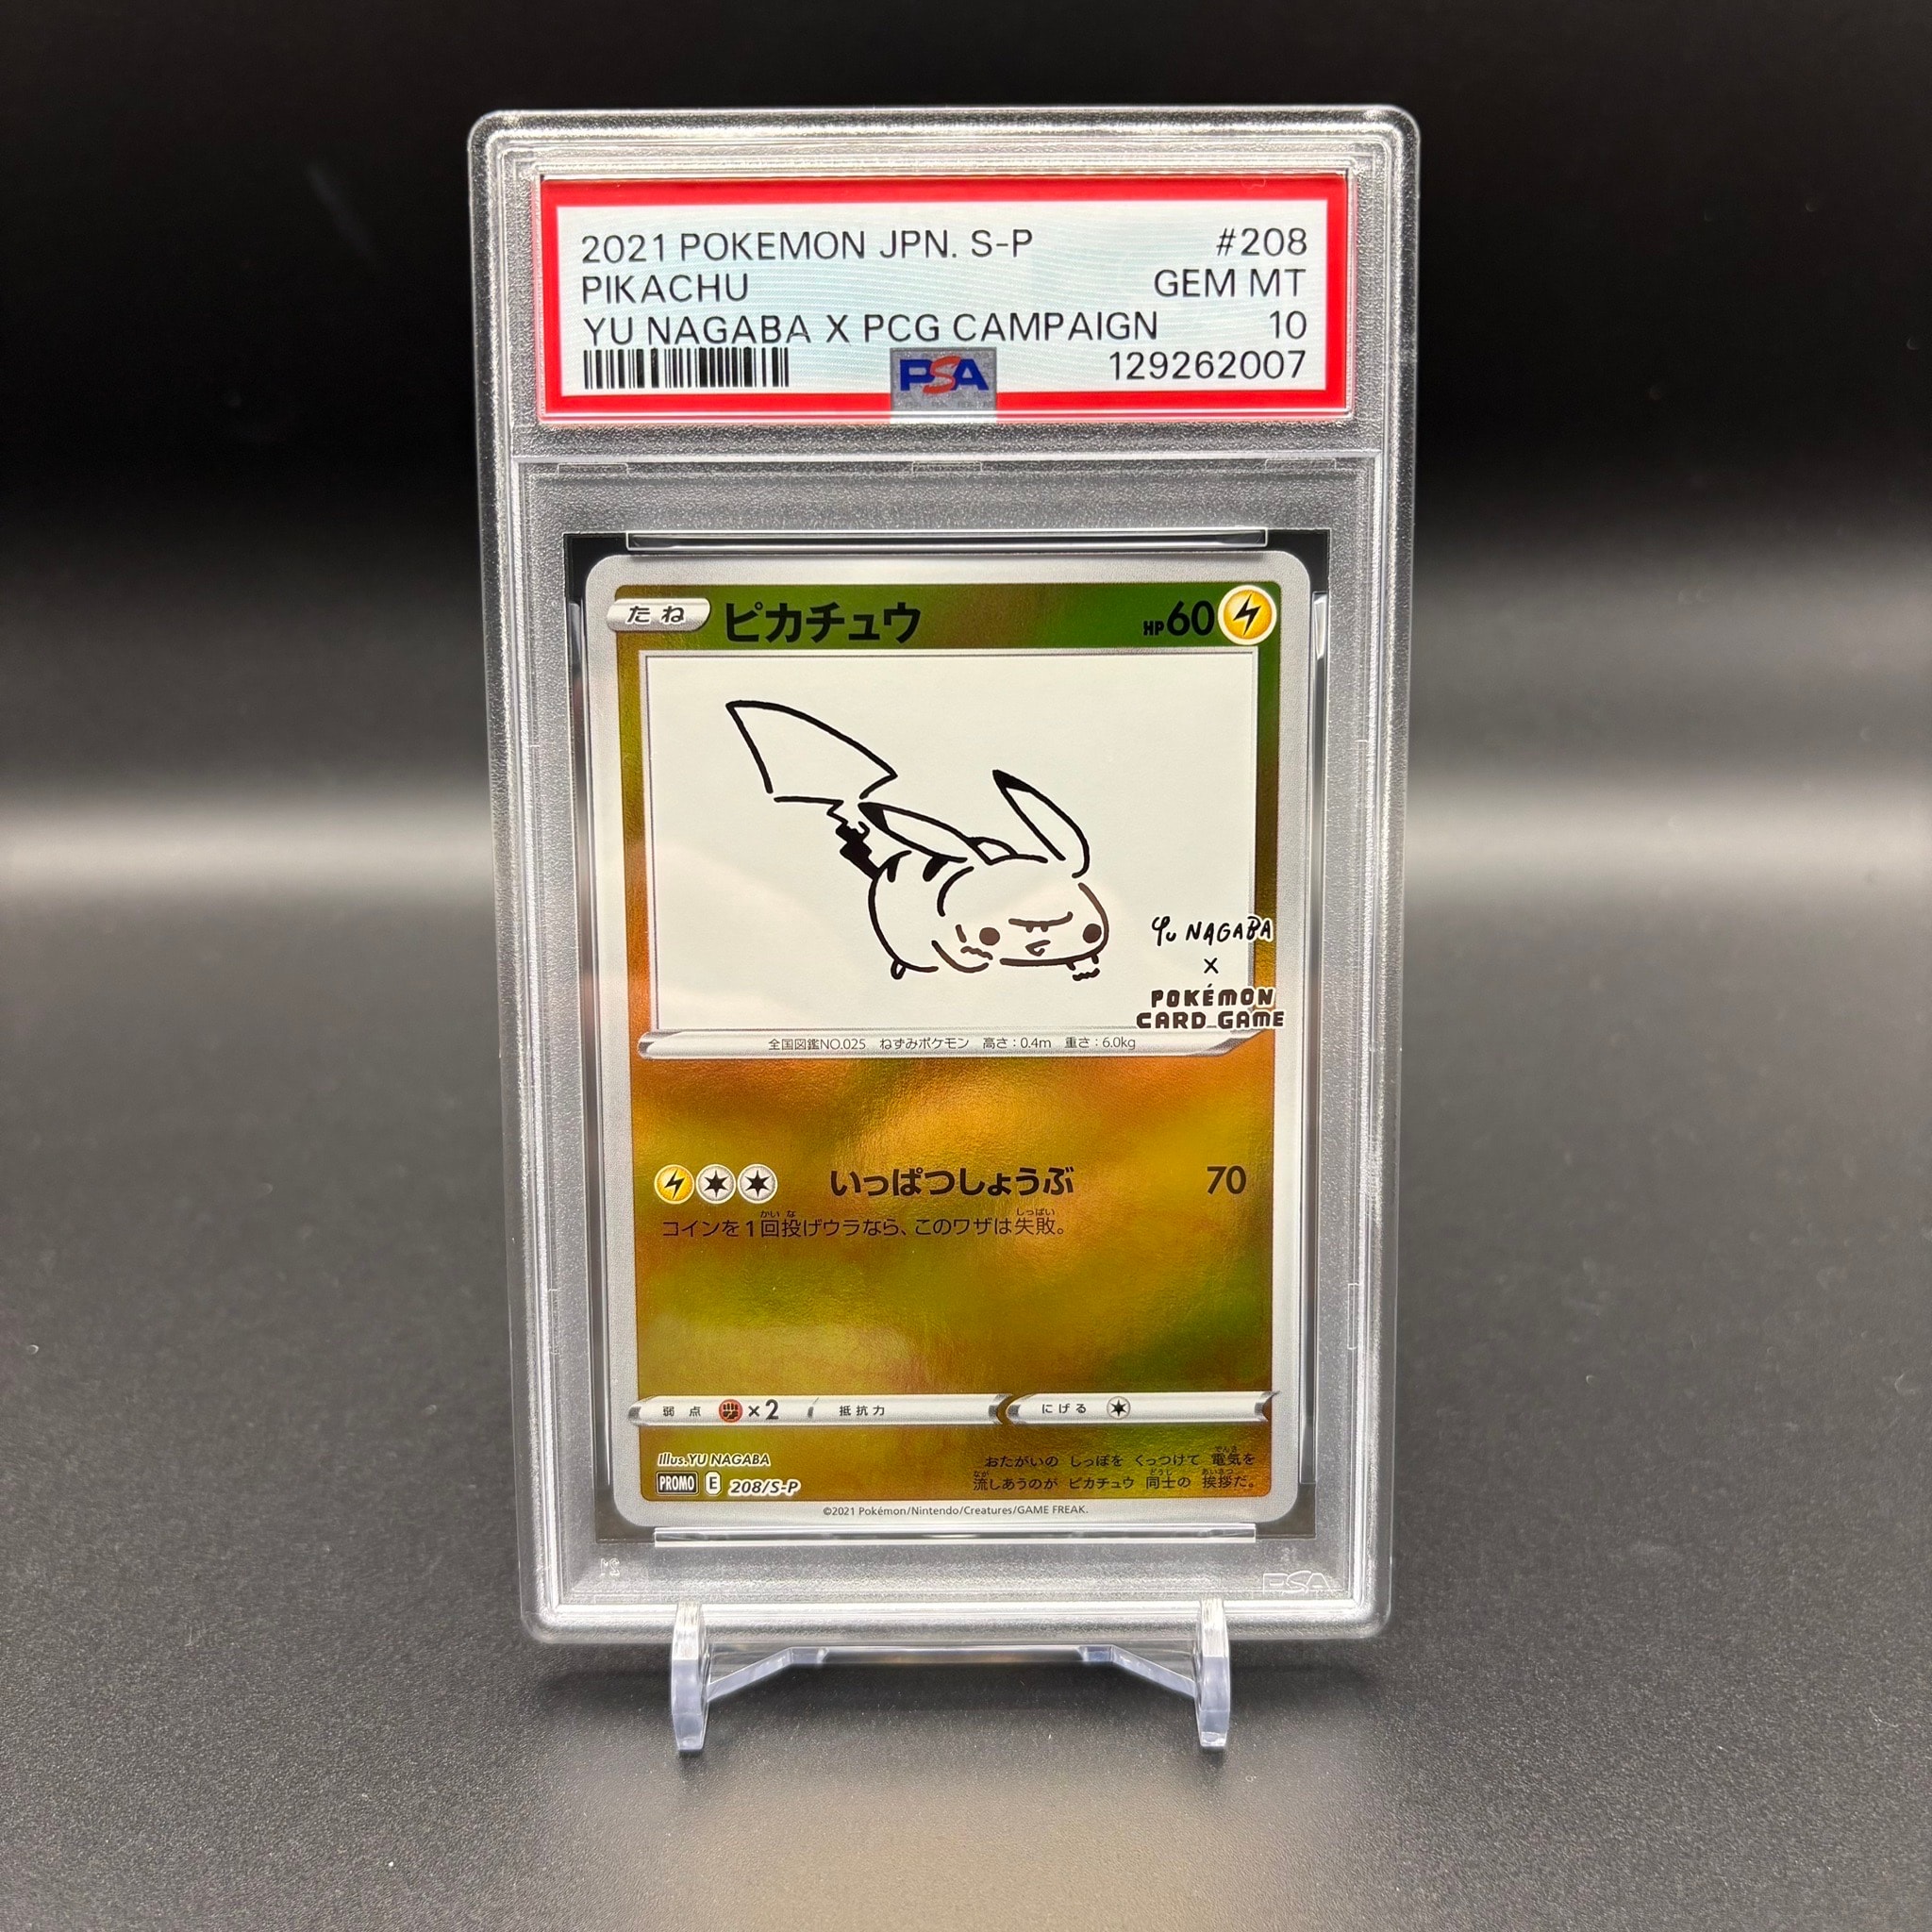 2021 POKEMON JPN. S-P #208
PIKACHU GEM MT
YU NAGABA X PCG CAMPAIGN 10
PSA 129262007
たね ピカチュウ HP60
Yu NAGABA
X
POKÉMON
CARD GAME
全国図鑑NO.025 ねずみポケモン 高さ:0.4m 重さ:6.0kg
いっぱつしょうぶ 70
コインを1回投げウラなら、このワザは失敗。
弱点 ×2 抵抗力 にげる
Illus.YU NAGABA
PROMO E 208/S-P
おたがいの しっぽを くっつけて 電気を
流しあうのが ピカチュウ 同士の 挨拶だ。
©2021 Pokémon/Nintendo/Creatures/GAME FREAK.
PSA